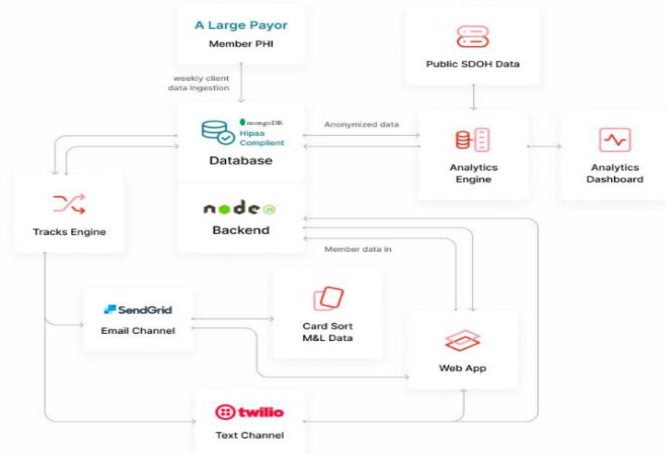 A Large Payor
Member PHI
Public SDOH Data
weekly client
data ingestion
mongoDB
Hipaa
Complient
Database
Anonymized data
Analytics
Engine
Analytics
Dashboard
node
Backend
Tracks Engine
Member data in
SendGrid
Email Channel
Card Sort
M&L Data
Web App
twilio
Text Channel